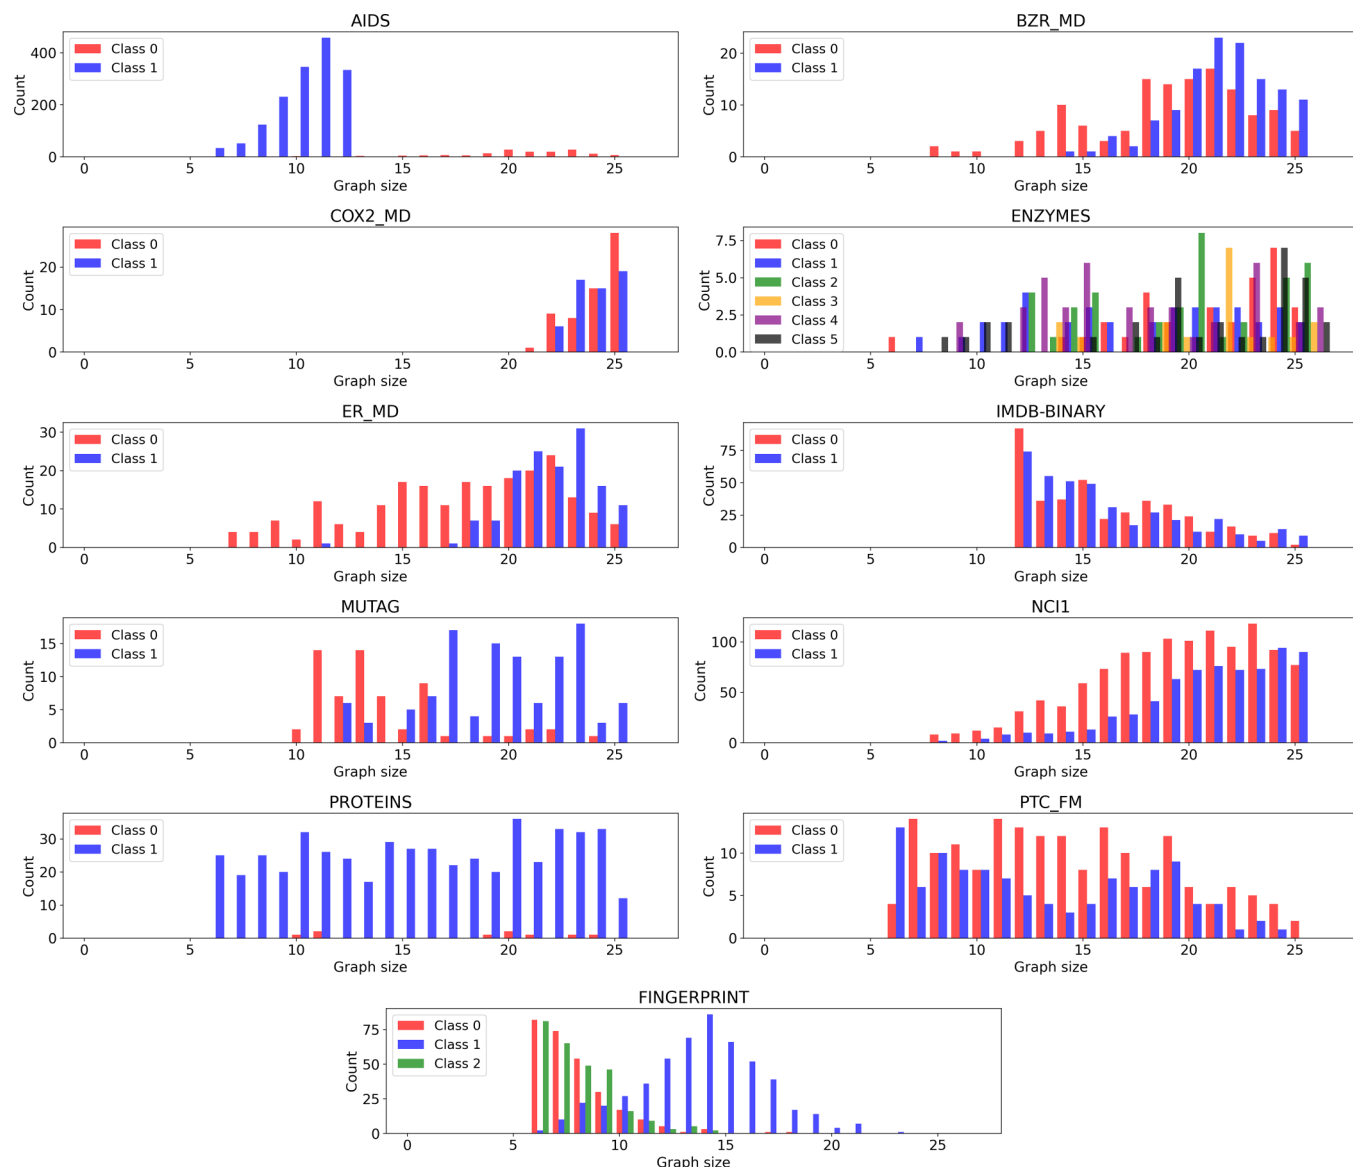 AIDS
Class 0
Class 1
Count
400
200
0
0 5 10 15 20 25
Graph size
BZR_MD
Class 0
Class 1
Count
20
10
0
0 5 10 15 20 25
Graph size
COX2_MD
Class 0
Class 1
Count
20
10
0
0 5 10 15 20 25
Graph size
ENZYMES
Class 0
Class 1
Class 2
Class 3
Class 4
Class 5
Count
7.5
5.0
2.5
0.0
0 5 10 15 20 25
Graph size
ER_MD
Class 0
Class 1
Count
30
20
10
0
0 5 10 15 20 25
Graph size
IMDB-BINARY
Class 0
Class 1
Count
75
50
25
0
0 5 10 15 20 25
Graph size
MUTAG
Class 0
Class 1
Count
15
10
5
0
0 5 10 15 20 25
Graph size
NCI1
Class 0
Class 1
Count
100
50
0
0 5 10 15 20 25
Graph size
PROTEINS
Class 0
Class 1
Count
30
20
10
0
0 5 10 15 20 25
Graph size
PTC_FM
Class 0
Class 1
Count
10
5
0
0 5 10 15 20 25
Graph size
FINGERPRINT
Class 0
Class 1
Class 2
Count
75
50
25
0
0 5 10 15 20 25
Graph size